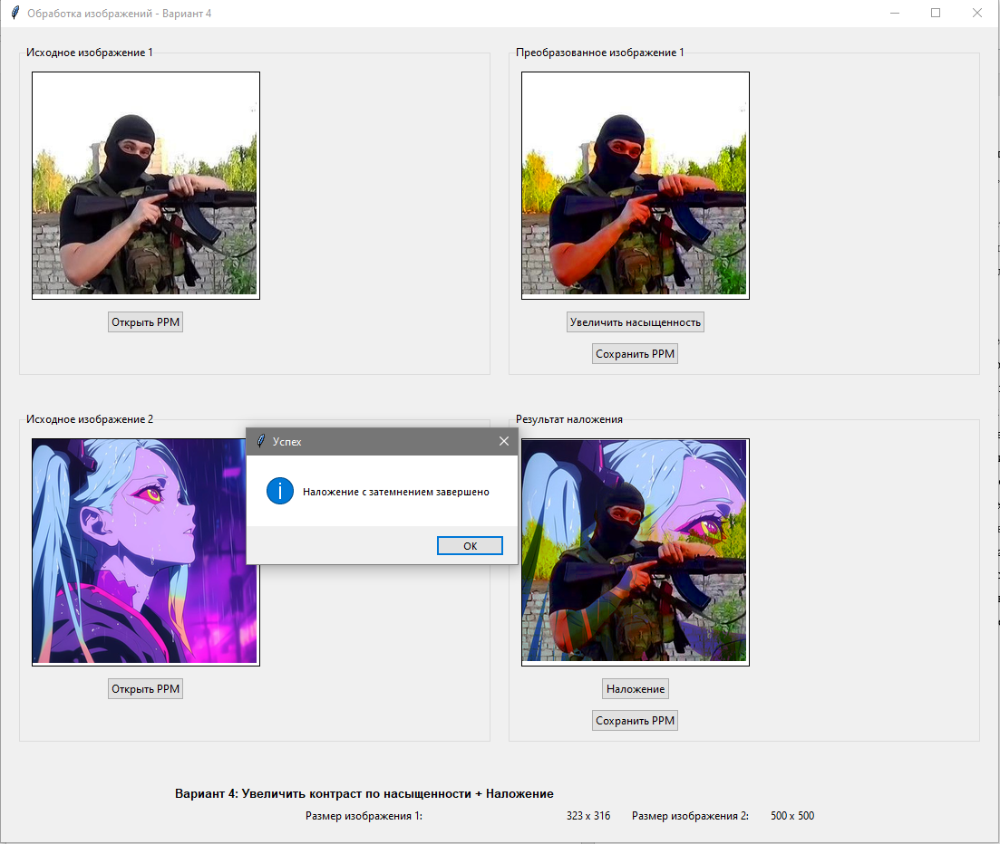 Обработка изображений - Вариант 4
Исходное изображение 1
Преобразованное изображение 1
Открыть PPM
Увеличить насыщенность
Сохранить PPM
Исходное изображение 2
Результат наложения
Успех
Наложение с затемнением завершено
OK
Открыть PPM
Наложение
Сохранить PPM
Вариант 4: Увеличить контраст по насыщенности + Наложение
Размер изображения 1: 323 x 316 Размер изображения 2: 500 x 500